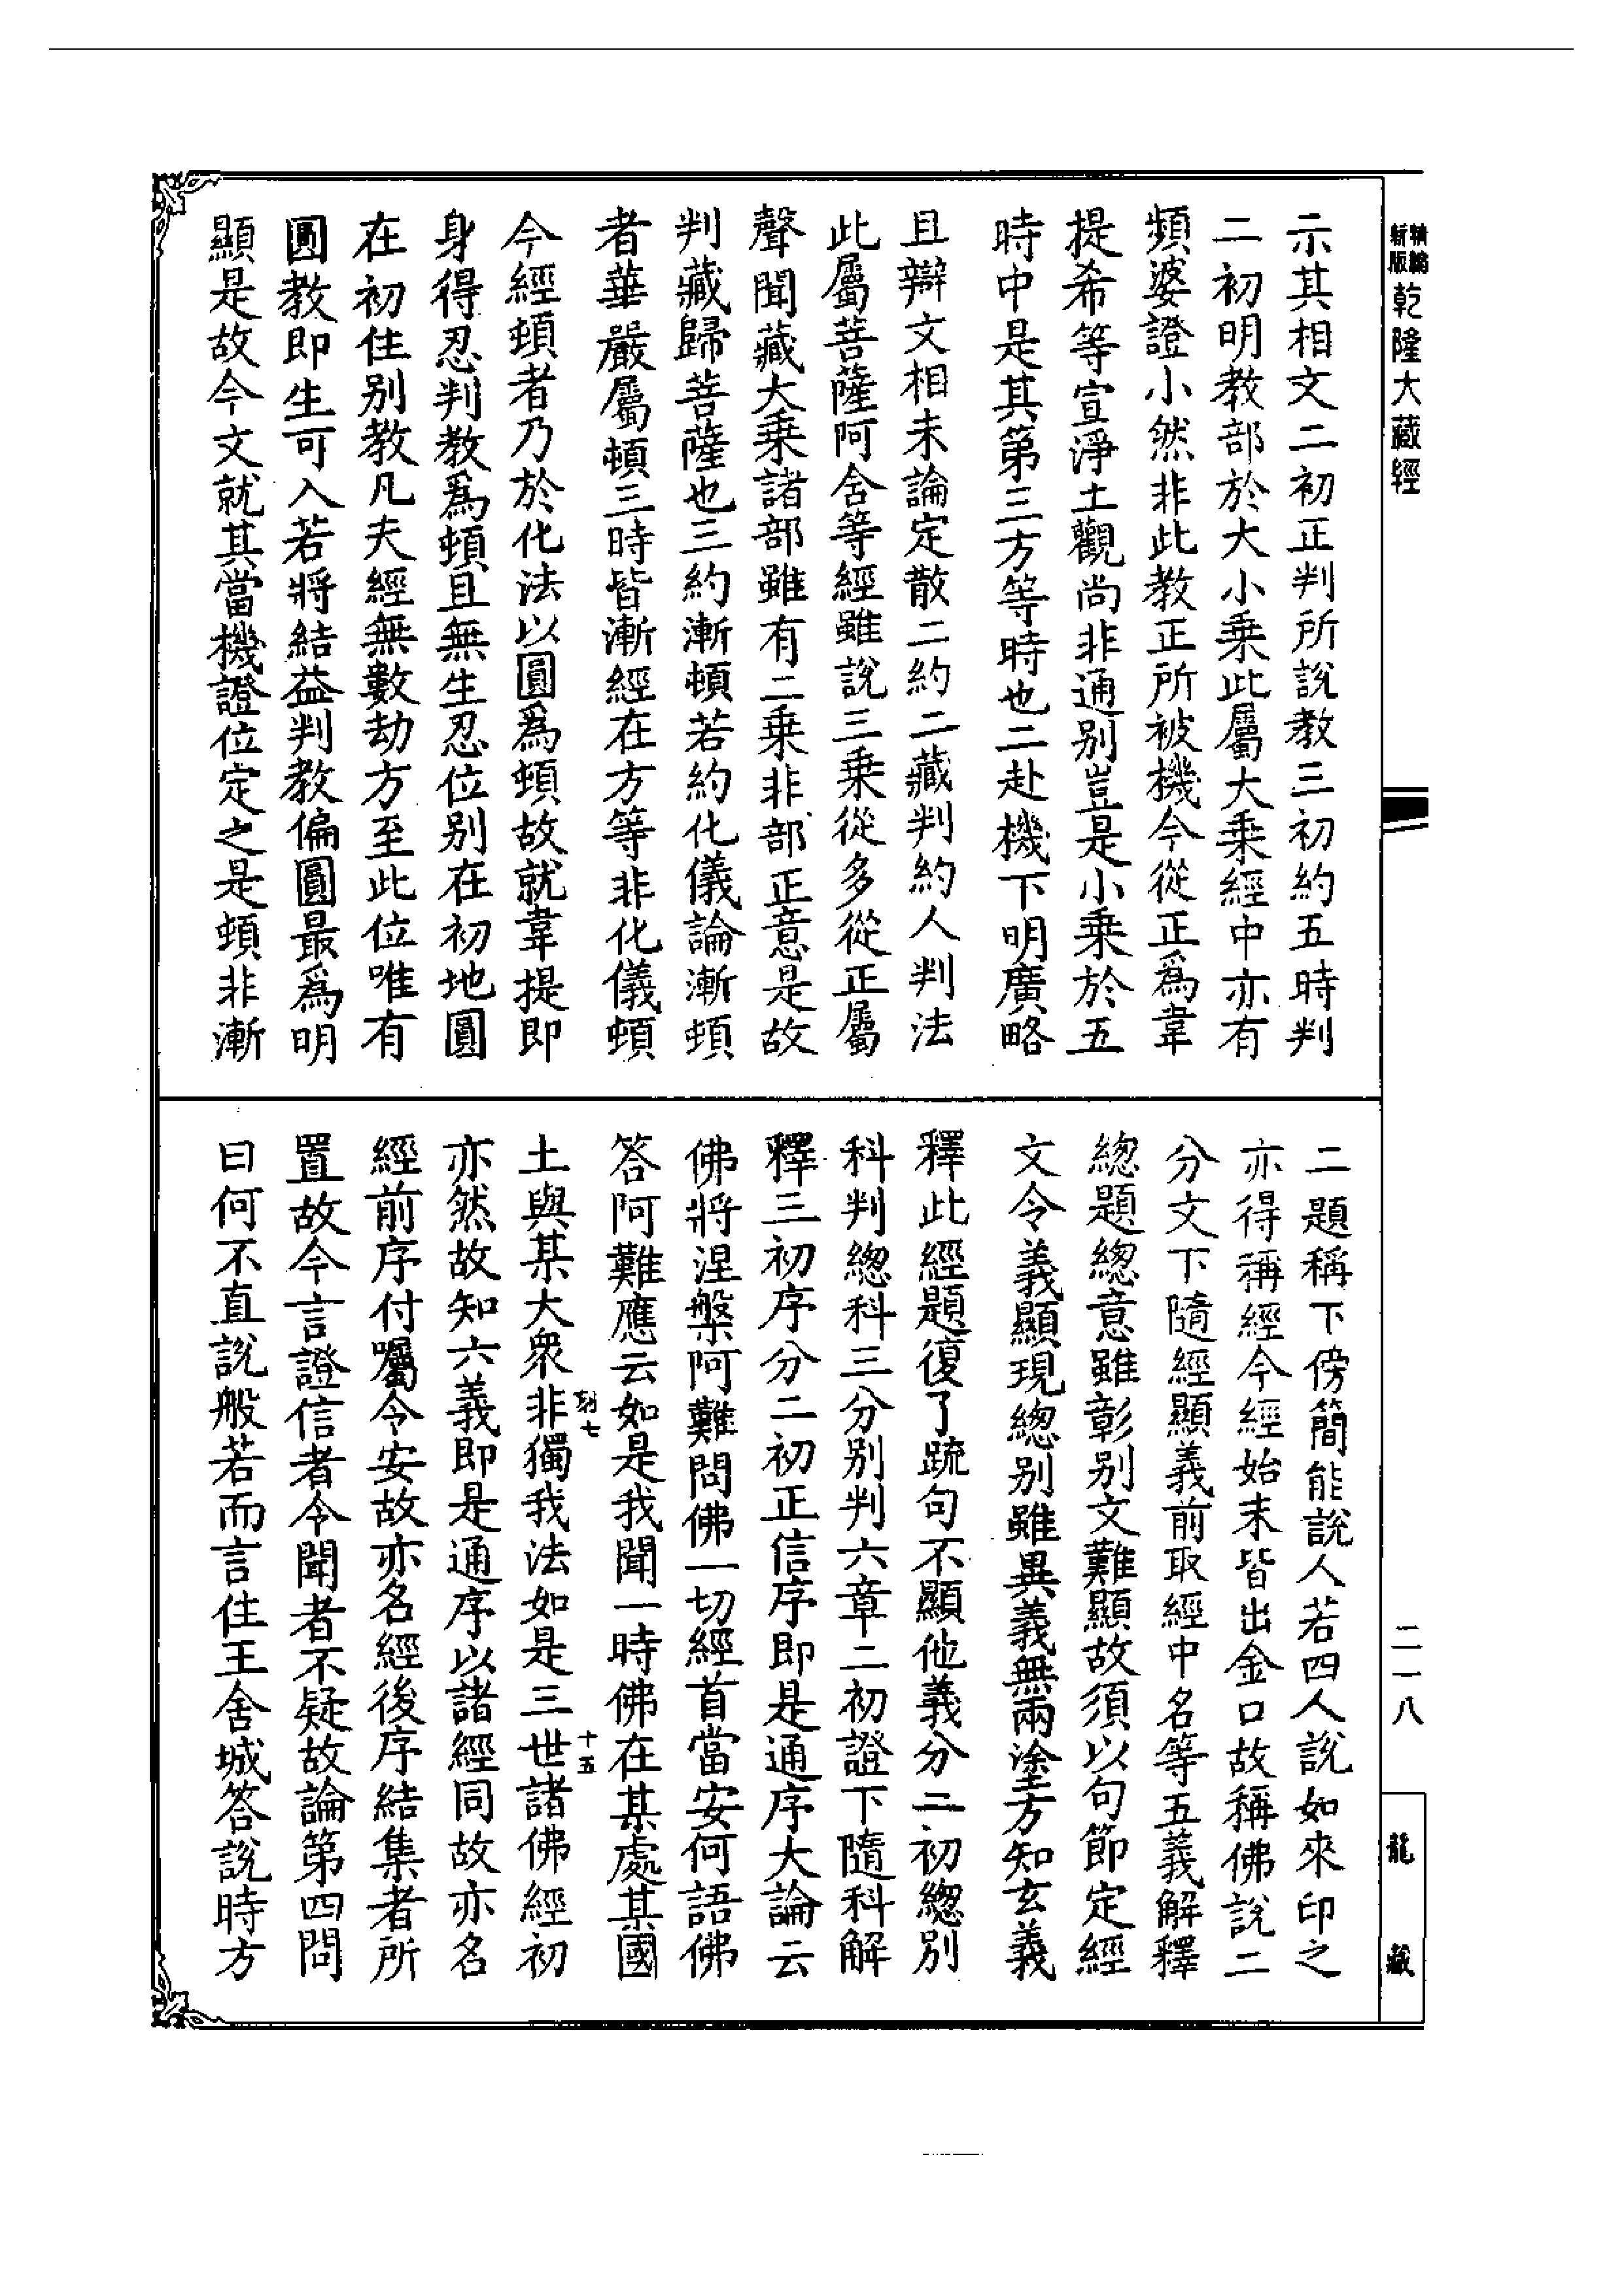 精編
新版
乾隆大藏經
示其相文二初正判所說教三初約五時判
二初明教部於大小乘此屬大乘經中亦有
頻婆證小然非此教正所被機今從正為韋
提希等宣淨土觀尚非通別豈是小乘於五
時中是其第三方等時也二赴機下明廣略
且辯文相未論定散二約二藏判約人判法
此屬菩薩阿含等經雖說三乘從多從正屬
聲聞藏大乘諸部雖有二乘非部正意是故
判藏歸菩薩也三約漸頓若約化儀論漸頓
者華嚴屬頓三時皆漸經在方等非化儀頓
今經頓者乃於化法以圓為頓故就韋提即
身得忍判教為頓且無生忍位別在初地圓
在初住別教凡夫經無數劫方至此位唯有
圓教即生可入若將結益判教偏圓最為明
顯是故今文就其當機證位定之是頓非漸
二題稱下傍簡能說人若四人說如來印之
亦得稱經今經始末皆出金口故稱佛說二
分文下隨經顯義前取經中名等五義解釋
總題總意雖彰別文難顯故須以句節定經
文令義顯現總別雖異義無兩塗方知玄義
釋此經題復了疏句不顯他義分二初總別
科判總科三分別判六章二初證下隨科解
釋三初序分二初正信序即是通序大論云
佛將涅槃阿難問佛一切經首當安何語佛
答阿難應云如是我聞一時佛在某處某國
土與某大衆非獨我法如是三世諸佛經初
亦然故知六義即是通序以諸經同故亦名
經前序付囑令安故亦名經後序結集者所
置故今言證信者令聞者不疑故論第四問
曰何不直說般若而言住王舍城答說時方
七
十五
二一八
龍藏